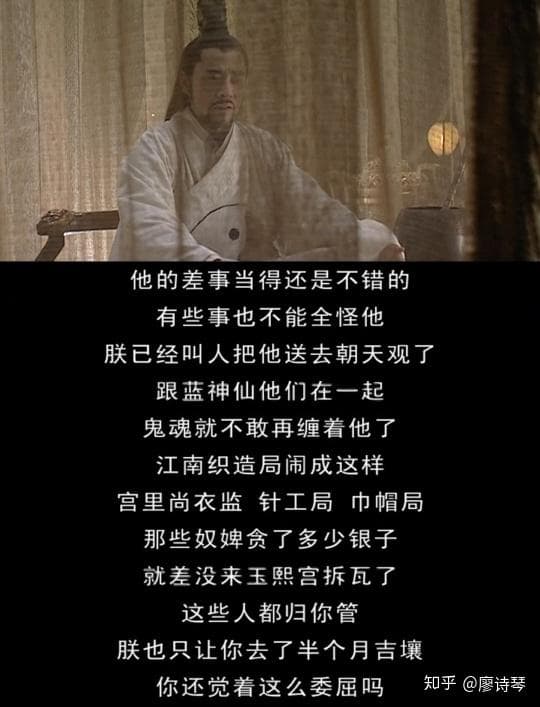 他的差事当得还是不错的
有些事也不能全怪他
朕已经叫人把他送去朝天观了
跟蓝神仙他们在一起
鬼魂就不敢再缠着他了
江南织造局闹成这样
宫里尚衣监 针工局 巾帽局
那些奴婢贪了多少银子
就差没来玉熙宫拆瓦了
这些人都归你管
朕也只让你去了半个月吉壤
你还觉着这么委屈吗
知乎 @廖诗琴